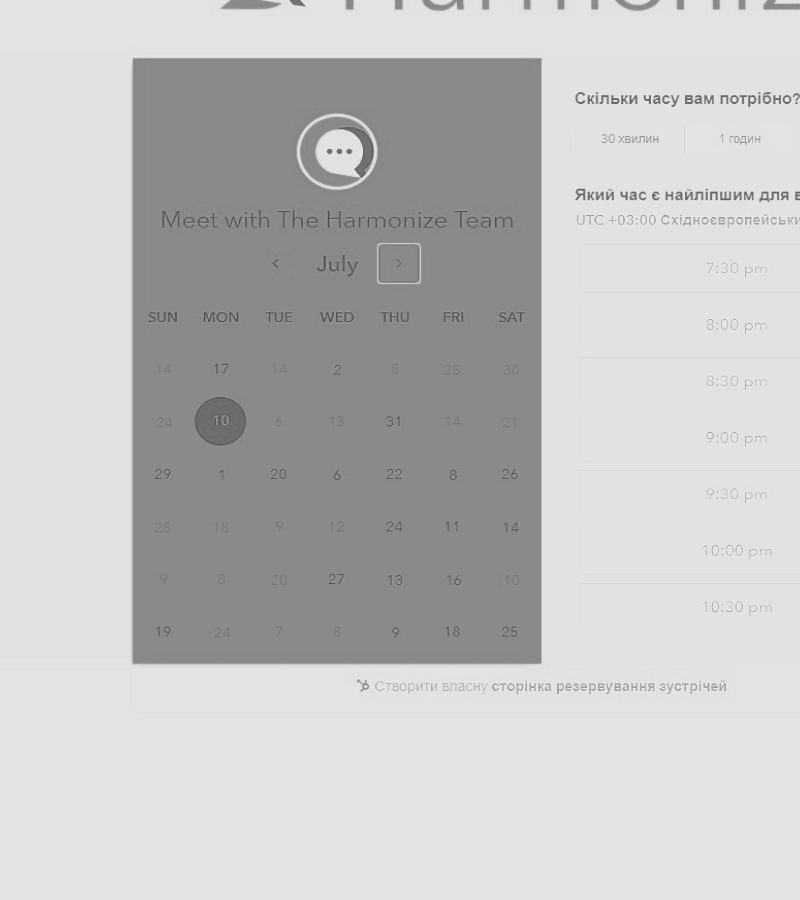 Meet with The Harmonize Team
July
SUN MON TUE WED THU FRI SAT
14 17 14 2 8 25 30
24 10 6 13 31 14 21
29 1 20 6 22 8 26
25 18 9 12 24 11 14
9 8 20 27 13 16 10
19 24 7 8 9 18 25
Скільки часу вам потрібно?
30 хвилин 1 годин
Який час є найліпшим для
UTC +03:00
7:30 pm
8:00 pm
8:30 pm
9:00 pm
9:30 pm
10:00 pm
10:30 pm
Створити власну сторінка резервування зустрічей